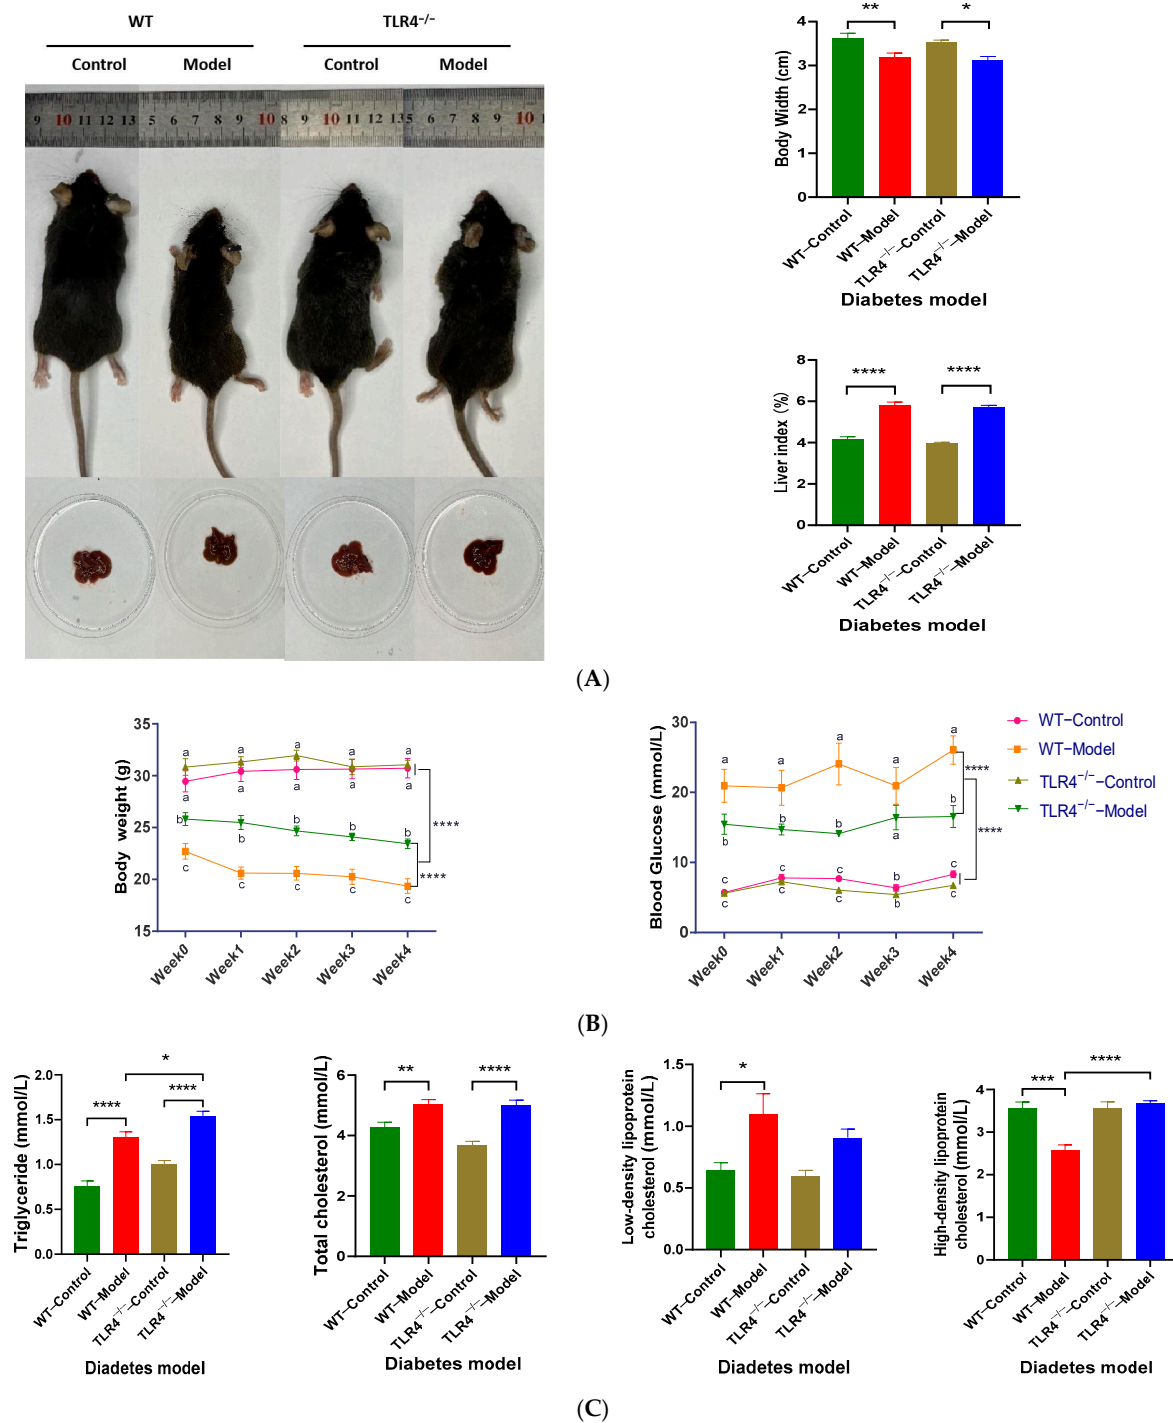 WT TLR4−/−
Control Model Control Model
9 10 11 12 13 5 6 7 8 9 10 8 9 10 11 12 13 5 6 7 8 9 10 1
Body Width (cm)
4
3
2
1
0
** *
WT−Control
WT−Model
TLR4−/−−Control
TLR4−/−−Model
Diabetes model
Liver index (%)
8
6
4
2
0
**** ****
WT−Control
WT−Model
TLR4−/−−Control
TLR4−/−−Model
Diabetes model
(A)
Body weight (g)
35
30
25
20
15
a a a a a
a a a a a
b b b b b
c c c c c
****
****
Week0 Week1 Week2 Week3 Week4
Blood Glucose (mmol/L)
30
20
10
0
a a a a a
b b b a b
c c c b c
c c c b c
****
****
Week0 Week1 Week2 Week3 Week4
WT−Control
WT−Model
TLR4−/−−Control
TLR4−/−−Model
(B)
Triglyceride (mmol/L)
2.0
1.5
1.0
0.5
0.0
*
**** ****
WT−Control
WT−Model
TLR4−/−−Control
TLR4−/−−Model
Diadetes model
Total cholesterol (mmol/L)
6
4
2
0
** ****
WT−Control
WT−Model
TLR4−/−−Control
TLR4−/−−Model
Diabetes model
Low-density lipoprotein
cholesterol (mmol/L)
1.5
1.0
0.5
0.0
*
WT−Control
WT−Model
TLR4−/−−Control
TLR4−/−−Model
Diabetes model
High-density lipoprotein
cholesterol (mmol/L)
4
3
2
1
0
*** ****
WT−Control
WT−Model
TLR4−/−−Control
TLR4−/−−Model
Diabetes model
(C)